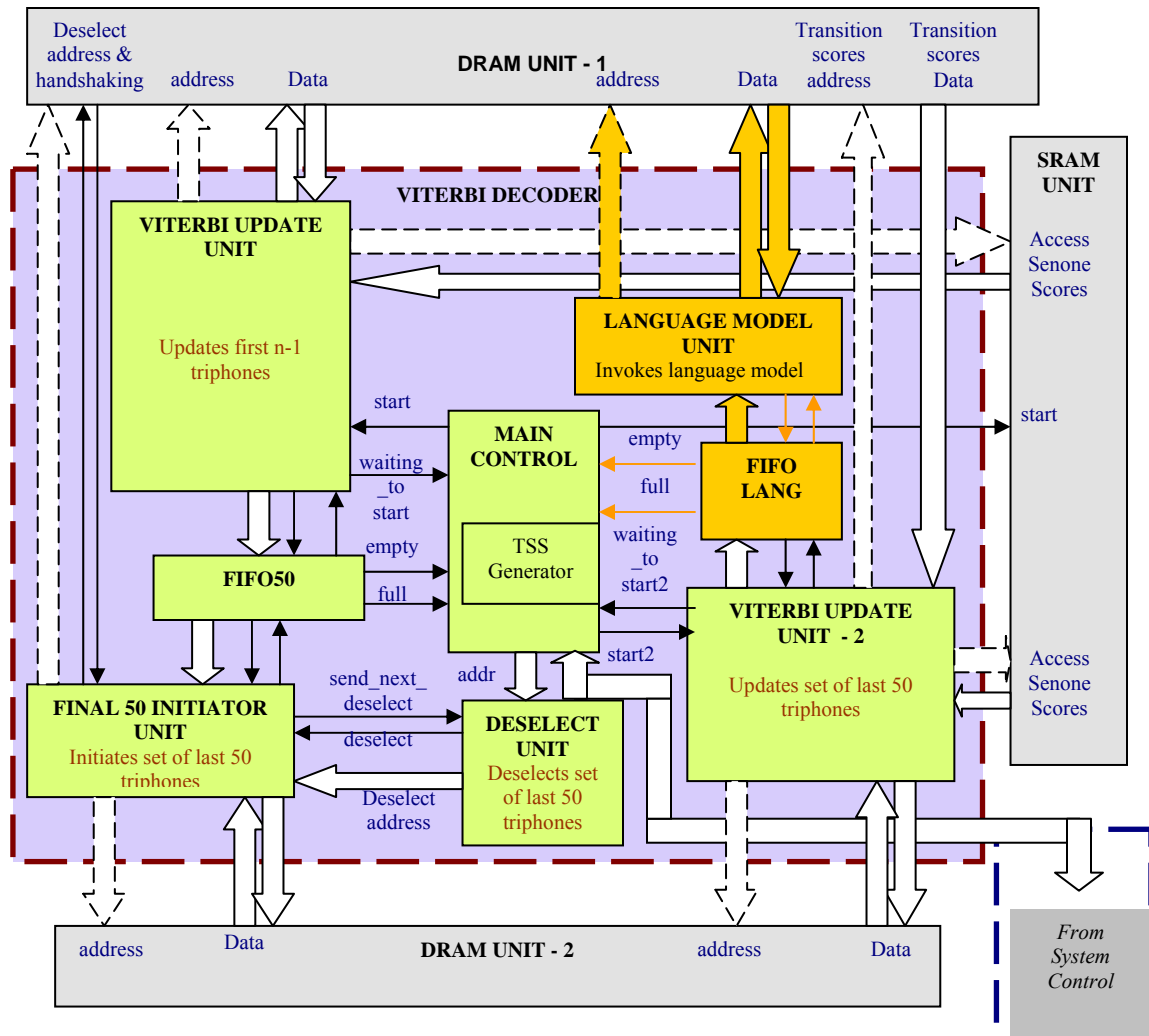 Deselect
address &
handshaking
address
Data
DRAM UNIT - 1
address
Data
Transition
scores
address
Transition
scores
Data
SRAM
UNIT
VITERBI DECODER
VITERBI UPDATE
UNIT
Updates first n-1
triphones
Access
Senone
Scores
LANGUAGE MODEL
UNIT
Invokes language model
start
start
MAIN
CONTROL
empty
full
FIFO
LANG
waiting
_to
start
TSS
Generator
waiting
_to
start2
empty
full
FIFO50
VITERBI UPDATE
UNIT - 2
Updates set of last 50
triphones
start2
addr
Access
Senone
Scores
FINAL 50 INITIATOR
UNIT
Initiates set of last 50
triphones
send_next_
deselect
deselect
Deselect
address
DESELECT
UNIT
Deselects set
of last 50
triphones
address
Data
DRAM UNIT - 2
address
Data
From
System
Control